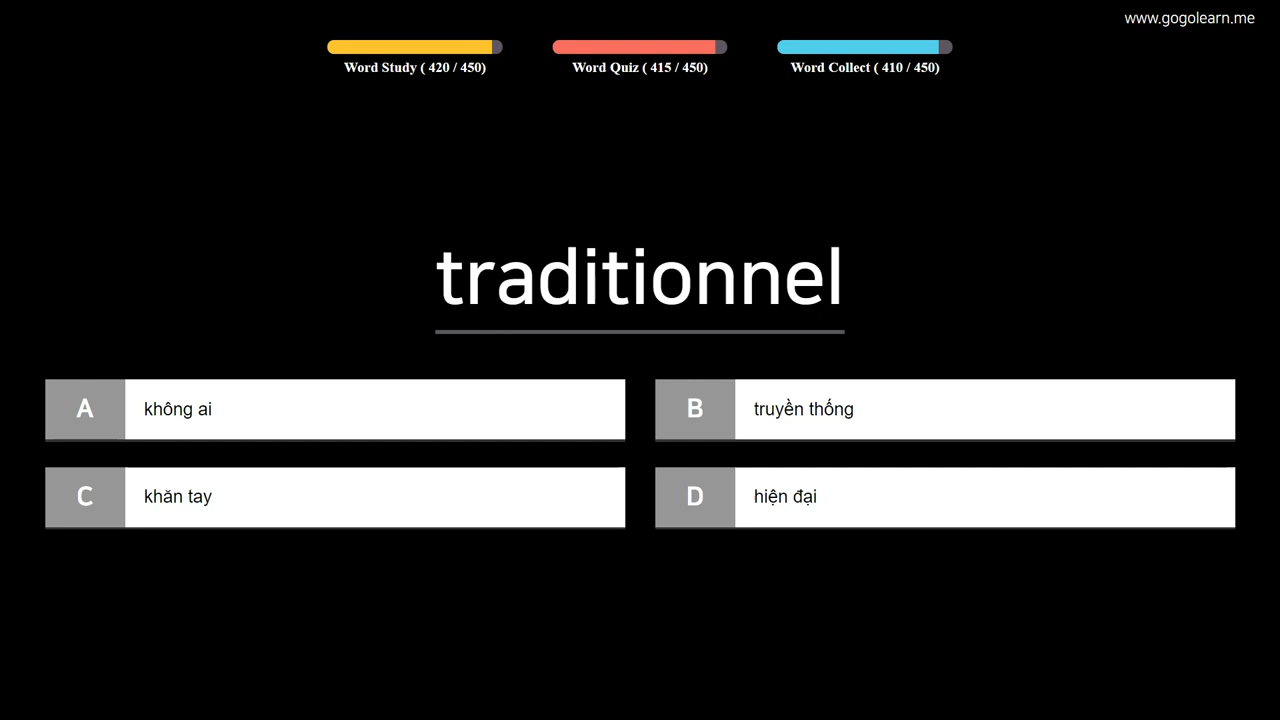 www.gogolearn.me
Word Study ( 420 / 450)
Word Quiz ( 415 / 450)
Word Collect ( 410 / 450)
traditionnel
A không ai
B truyền thống
C khăn tay
D hiện đại